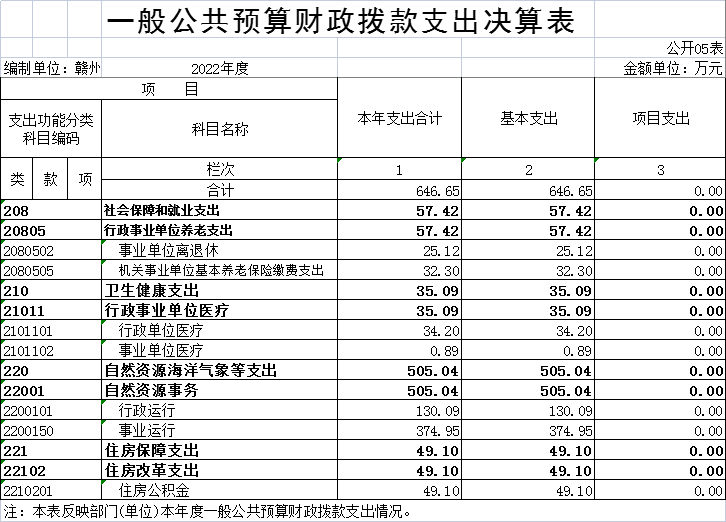 一般公共预算财政拨款支出决算表
公开05表
编制单位：赣州 2022年度 金额单位：万元
项 目 本年支出合计 基本支出 项目支出
支出功能分类科目编码 科目名称
类 款 项 栏次 1 2 3
合计 646.65 646.65 0.00
208 社会保障和就业支出 57.42 57.42 0.00
20805 行政事业单位养老支出 57.42 57.42 0.00
2080502 事业单位离退休 25.12 25.12 0.00
2080505 机关事业单位基本养老保险缴费支出 32.30 32.30 0.00
210 卫生健康支出 35.09 35.09 0.00
21011 行政事业单位医疗 35.09 35.09 0.00
2101101 行政单位医疗 34.20 34.20 0.00
2101102 事业单位医疗 0.89 0.89 0.00
220 自然资源海洋气象等支出 505.04 505.04 0.00
22001 自然资源事务 505.04 505.04 0.00
2200101 行政运行 130.09 130.09 0.00
2200150 事业运行 374.95 374.95 0.00
221 住房保障支出 49.10 49.10 0.00
22102 住房改革支出 49.10 49.10 0.00
2210201 住房公积金 49.10 49.10 0.00
注：本表反映部门(单位)本年度一般公共预算财政拨款支出情况。